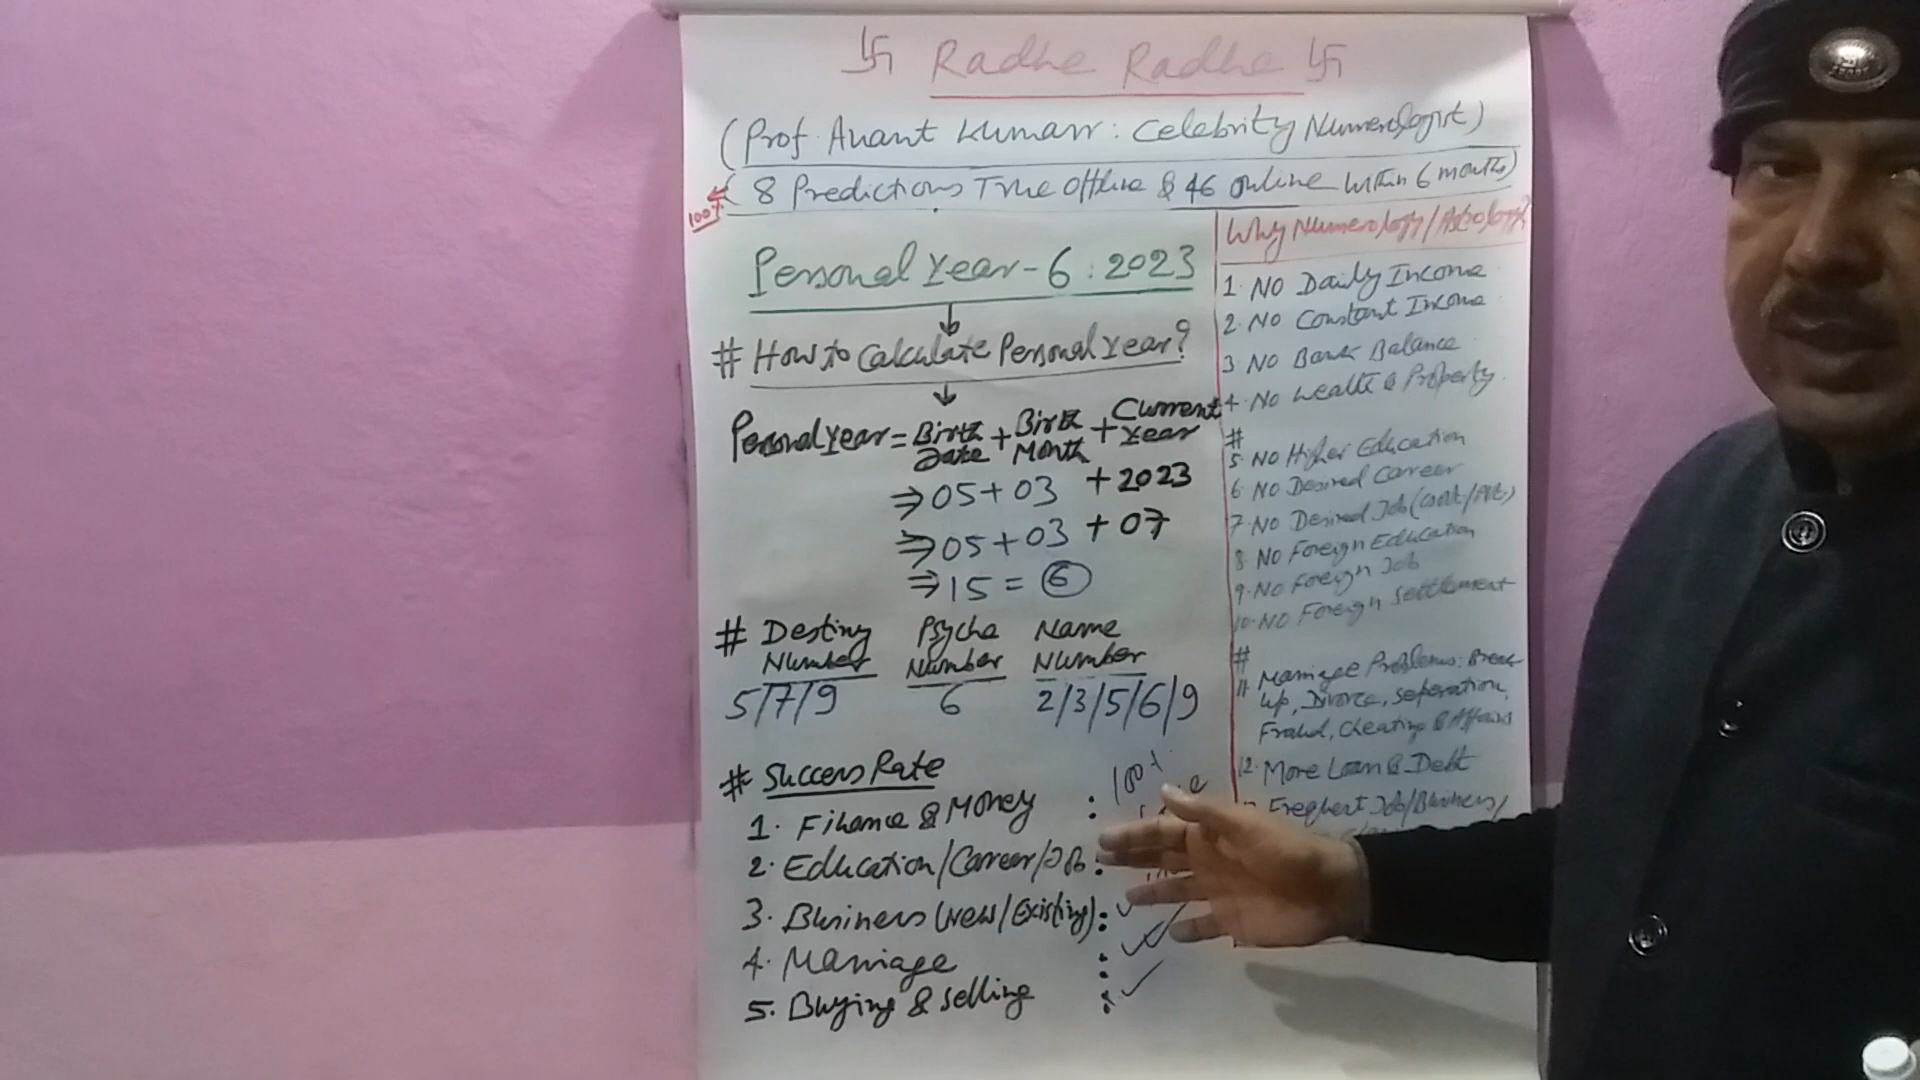 卐 Radhe Radhe 卐
(Prof. Anant Kumarr: Celebrity Numerologist)
(8 Predictions True Offline & 46 online Within 6 months)
100%
Personal Year - 6 : 2023
# How to Calculate Personal Year?
Personal Year = Birth Date + Birth Month + Current Year
⇒ 05 + 03 + 2023
⇒ 05 + 03 + 07
⇒ 15 = 6
# Destiny Psyche Name
Number Number Number
5/7/9 6 2/3/5/6/9
# Success Rate
1. Finance & Money : 100%
2. Education/Career/Job :
3. Business (New/Existing) :
4. Marriage :
5. Buying & Selling :
Why Numerology/Astrology?
1. No Daily Income
2. No Constant Income
3. No Bank Balance
4. No Wealth & Property
#
5. No Higher Education
6. No Desired Career
7. No Desired Job (Govt./Pvt.)
8. No Foreign Education
9. No Foreign Job
10. No Foreign Settlement
#
11. Marriage Problems: Break
Up, Divorce, Seperation,
Fraud, Cheating & Affairs
12. More Loan & Debt
Frequent Job/Business/